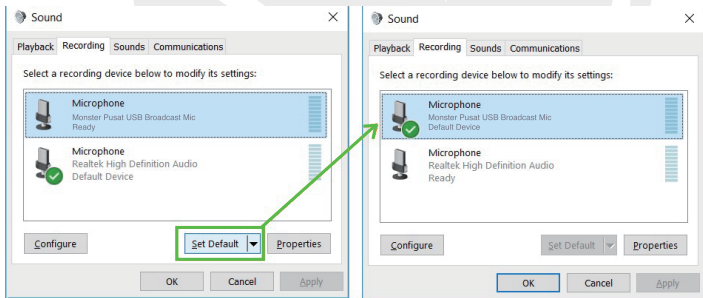 Sound
Playback Recording Sounds Communications
Select a recording device below to modify its settings:
Microphone
Monster Pusat USB Broadcast Mic
Ready
Microphone
Realtek High Definition Audio
Default Device
Configure Set Default Properties
OK Cancel Apply
Sound
Playback Recording Sounds Communications
Select a recording device below to modify its settings:
Microphone
Monster Pusat USB Broadcast Mic
Default Device
Microphone
Realtek High Definition Audio
Ready
Configure Set Default Properties
OK Cancel Apply